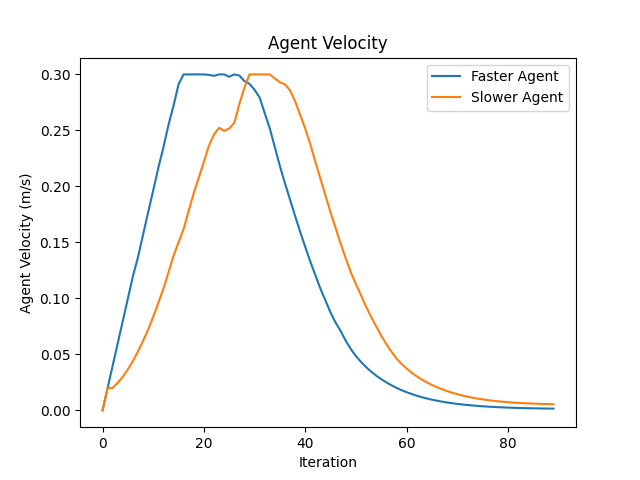 Agent Velocity
Faster Agent
Slower Agent
Agent Velocity (m/s)
0.30
0.25
0.20
0.15
0.10
0.05
0.00
0 20 40 60 80
Iteration